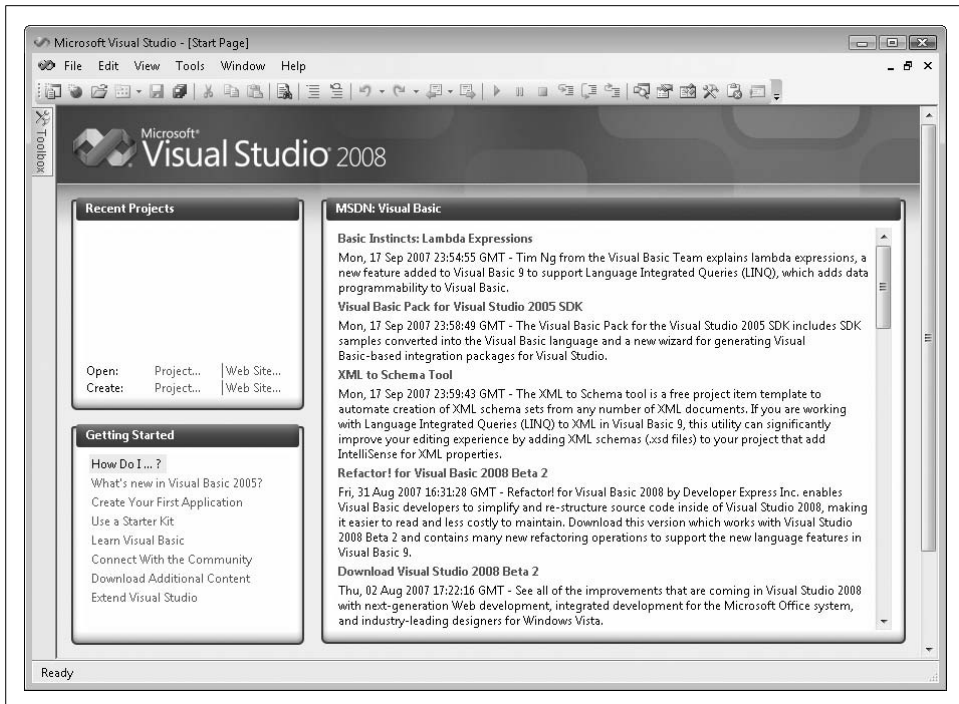 Microsoft Visual Studio - [Start Page]
File Edit View Tools Window Help
Toolbox
Microsoft®
Visual Studio® 2008
Recent Projects
Open: Project... |Web Site...
Create: Project... |Web Site...
Getting Started
How Do I ... ?
What's new in Visual Basic 2005?
Create Your First Application
Use a Starter Kit
Learn Visual Basic
Connect With the Community
Download Additional Content
Extend Visual Studio
MSDN: Visual Basic
Basic Instincts: Lambda Expressions
Mon, 17 Sep 2007 23:54:55 GMT - Tim Ng from the Visual Basic Team explains lambda expressions, a
new feature added to Visual Basic 9 to support Language Integrated Queries (LINQ), which adds data
programmability to Visual Basic.
Visual Basic Pack for Visual Studio 2005 SDK
Mon, 17 Sep 2007 23:58:49 GMT - The Visual Basic Pack for the Visual Studio 2005 SDK includes SDK
samples converted into the Visual Basic language and a new wizard for generating Visual
Basic-based integration packages for Visual Studio.
XML to Schema Tool
Mon, 17 Sep 2007 23:59:43 GMT - The XML to Schema tool is a free project item template to
automate creation of XML schema sets from any number of XML documents. If you are working
with Language Integrated Queries (LINQ) to XML in Visual Basic 9, this utility can significantly
improve your editing experience by adding XML schemas (.xsd files) to your project that add
IntelliSense for XML properties.
Refactor! for Visual Basic 2008 Beta 2
Fri, 31 Aug 2007 16:31:28 GMT - Refactor! for Visual Basic 2008 by Developer Express Inc. enables
Visual Basic developers to simplify and re-structure source code inside of Visual Studio 2008, making
it easier to read and less costly to maintain. Download this version which works with Visual Studio
2008 Beta 2 and contains many new refactoring operations to support the new language features in
Visual Basic 9.
Download Visual Studio 2008 Beta 2
Thu, 02 Aug 2007 17:22:16 GMT - See all of the improvements that are coming in Visual Studio 2008
with next-generation Web development, integrated development for the Microsoft Office system,
and industry-leading designers for Windows Vista.
Ready